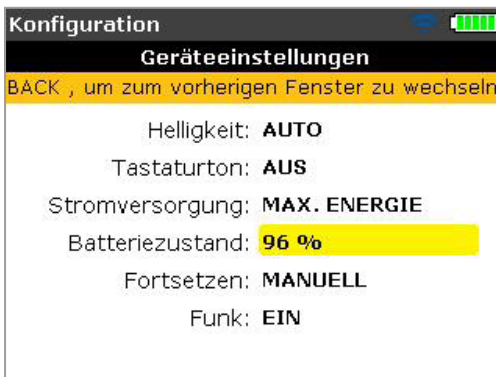 Konfiguration
Geräteeinstellungen
BACK , um zum vorherigen Fenster zu wechseln
Helligkeit: AUTO
Tastaturton: AUS
Stromversorgung: MAX. ENERGIE
Batteriezustand: 96 %
Fortsetzen: MANUELL
Funk: EIN